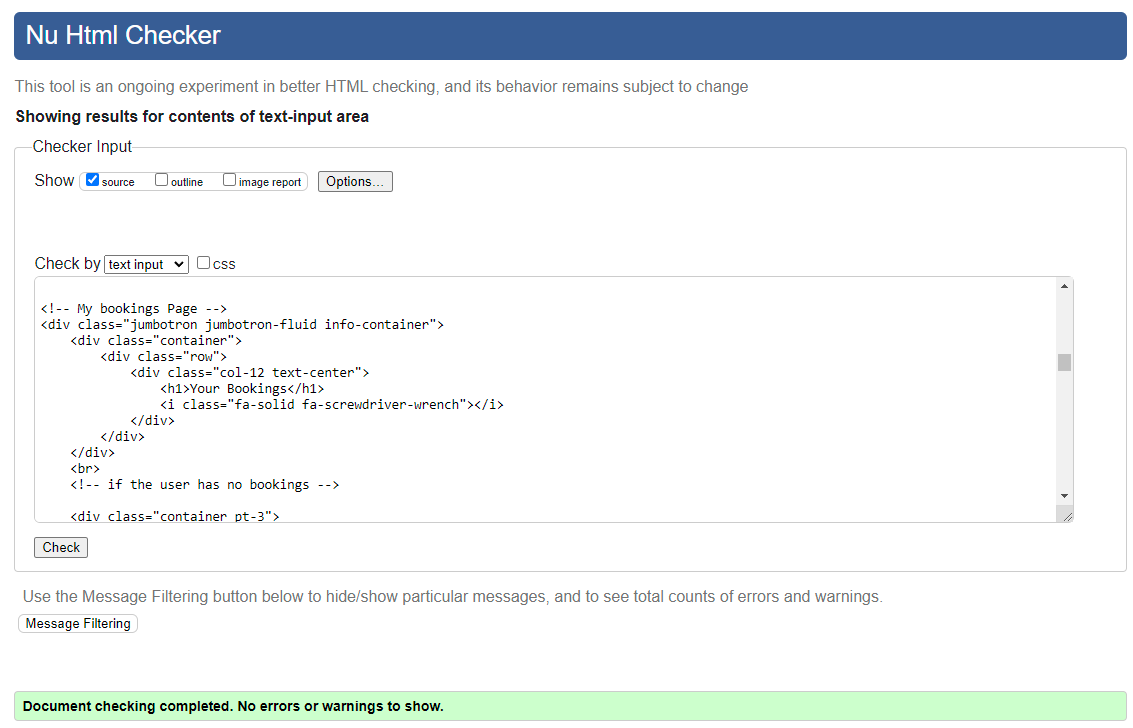 Nu Html Checker
This tool is an ongoing experiment in better HTML checking, and its behavior remains subject to change
Showing results for contents of text-input area
Checker Input
Show source outline image report Options...
Check by text input css
<!-- My bookings Page -->
<div class="jumbotron jumbotron-fluid info-container">
    <div class="container">
        <div class="row">
            <div class="col-12 text-center">
                <h1>Your Bookings</h1>
                <i class="fa-solid fa-screwdriver-wrench"></i>
            </div>
        </div>
    </div>
    <br>
    <!-- if the user has no bookings -->
    <div class="container pt-3">
Check
Use the Message Filtering button below to hide/show particular messages, and to see total counts of errors and warnings.
Message Filtering
Document checking completed. No errors or warnings to show.